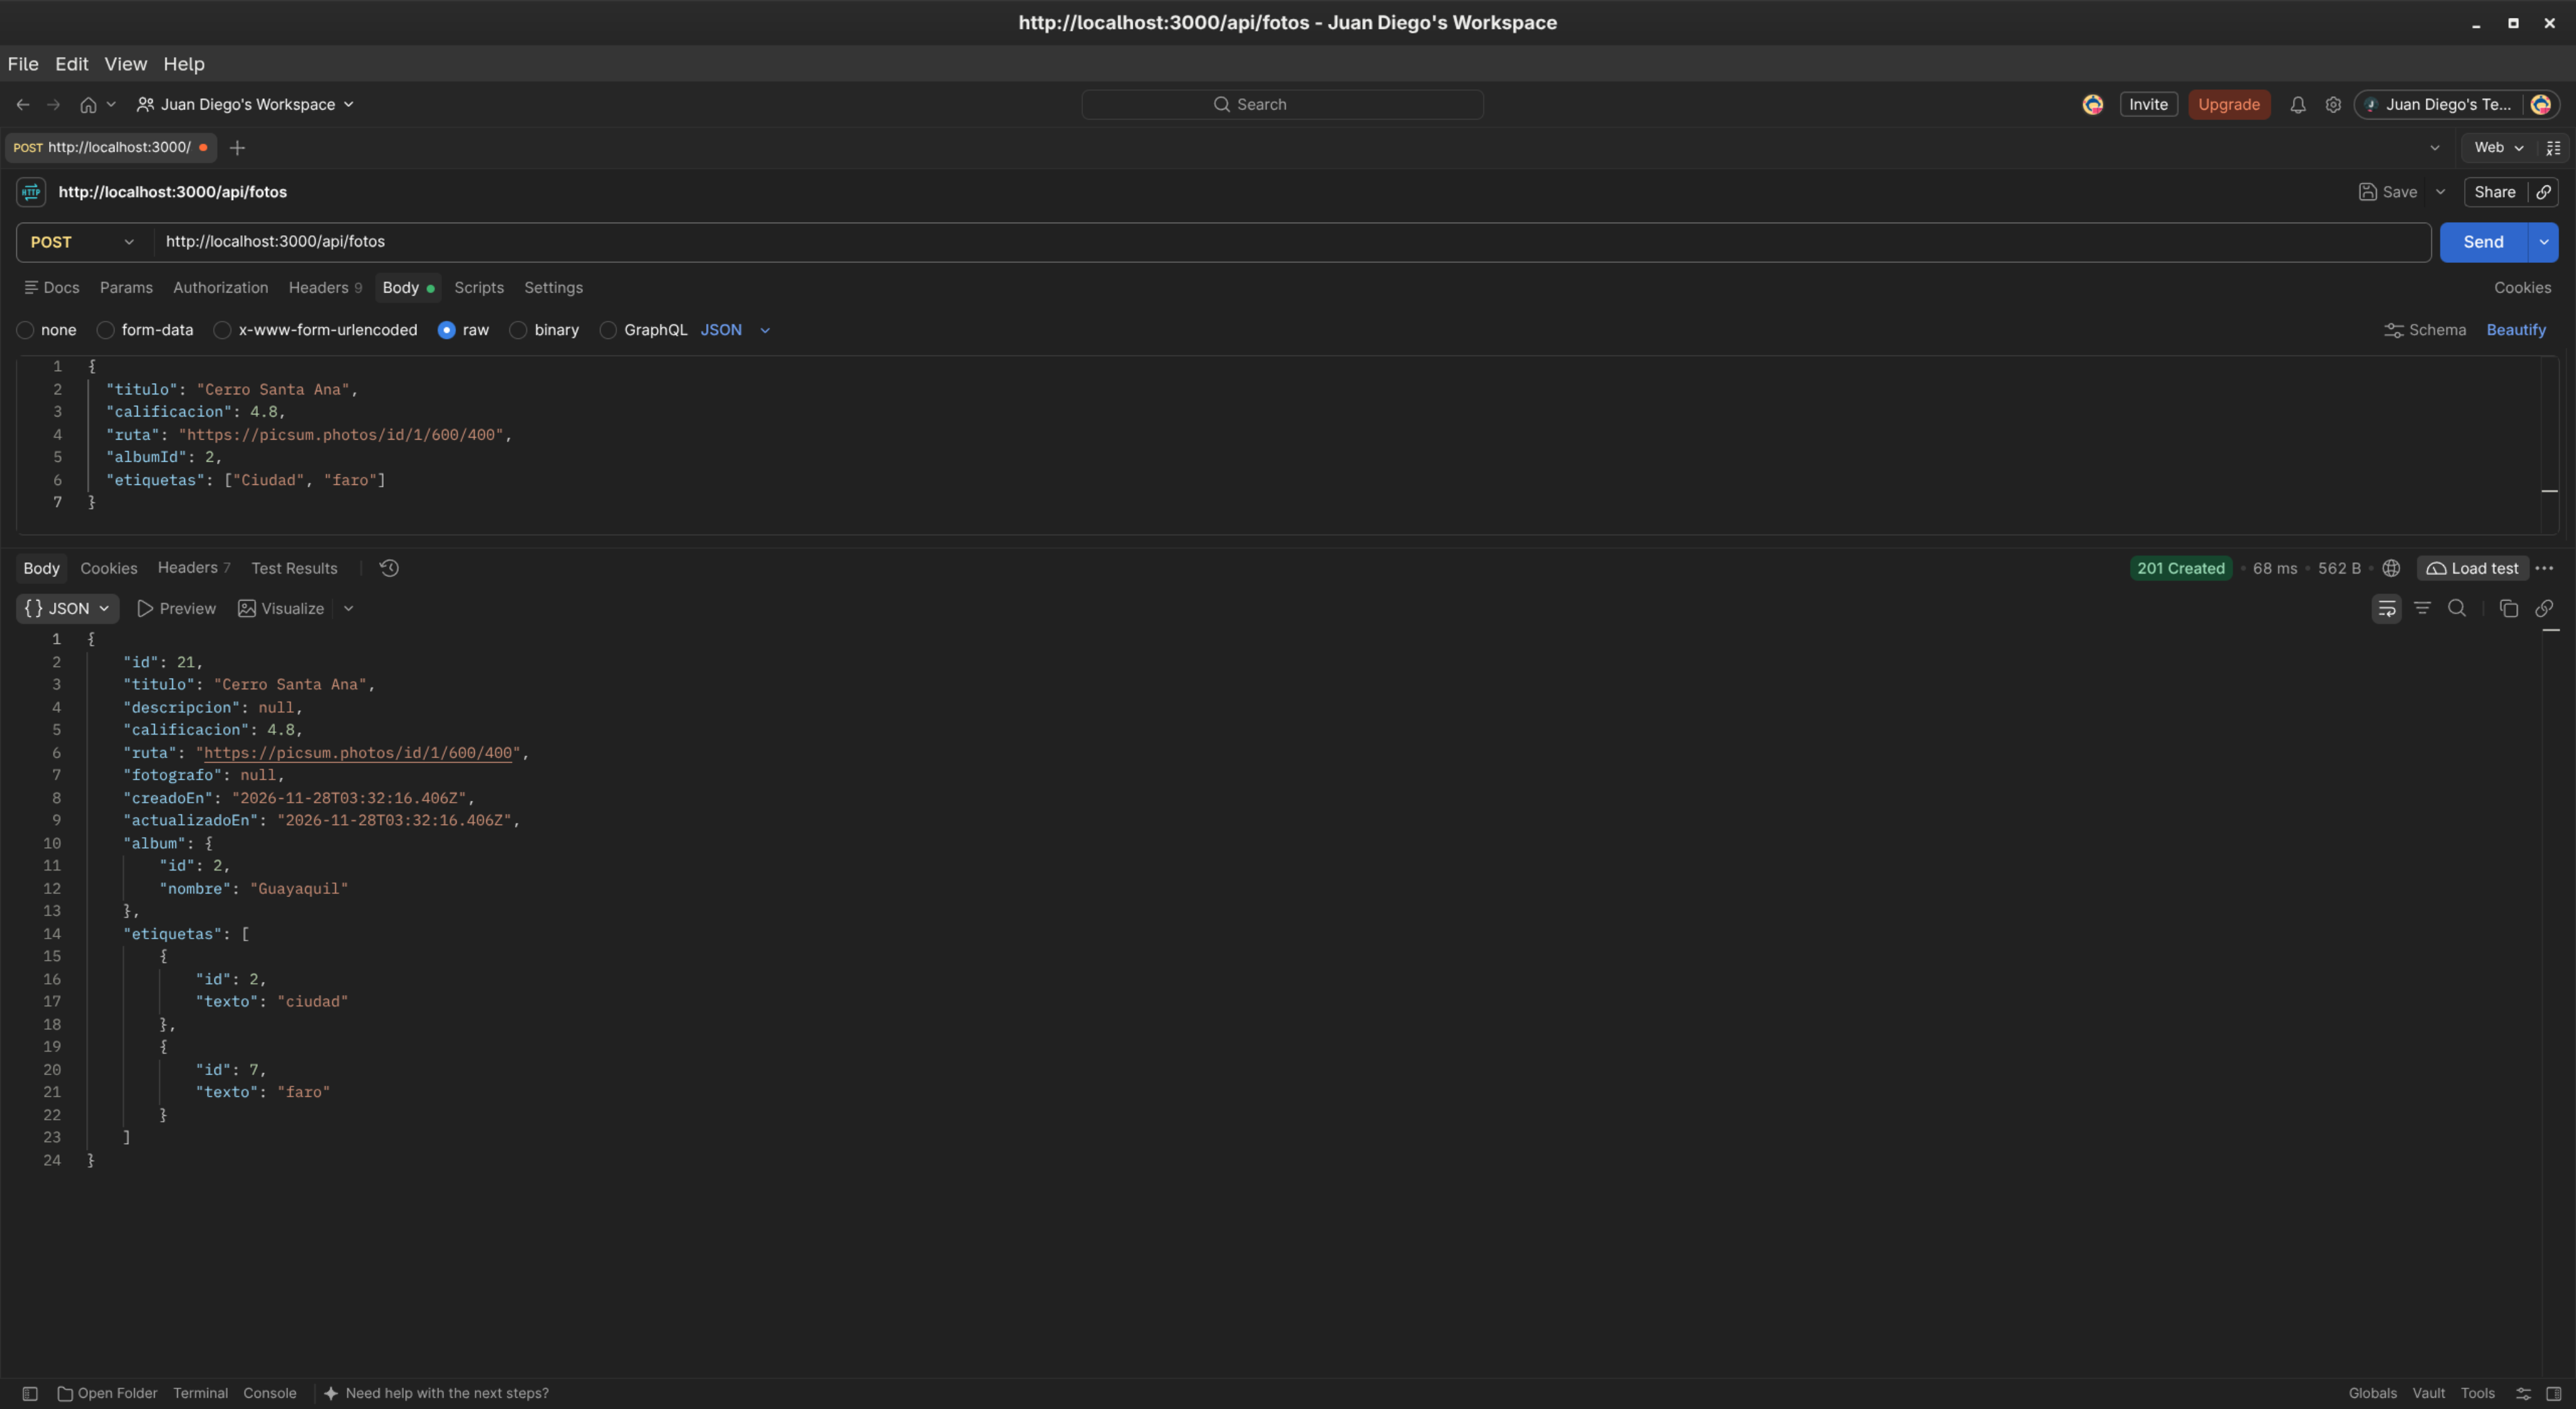 http://localhost:3000/api/fotos - Juan Diego's Workspace
File Edit View Help
Juan Diego's Workspace Search Invite Upgrade Juan Diego's Te...
POST http://localhost:3000/ Web
HTTP http://localhost:3000/api/fotos Save Share
POST http://localhost:3000/api/fotos Send
Docs Params Authorization Headers 9 Body Scripts Settings Cookies
none form-data x-www-form-urlencoded raw binary GraphQL JSON Schema Beautify
1 {
2 "titulo": "Cerro Santa Ana",
3 "calificacion": 4.8,
4 "ruta": "https://picsum.photos/id/1/600/400",
5 "albumId": 2,
6 "etiquetas": ["Ciudad", "faro"]
7 }
Body Cookies Headers 7 Test Results 201 Created • 68 ms • 562 B • Load test
{} JSON Preview Visualize
1 {
2 "id": 21,
3 "titulo": "Cerro Santa Ana",
4 "descripcion": null,
5 "calificacion": 4.8,
6 "ruta": "https://picsum.photos/id/1/600/400",
7 "fotografo": null,
8 "creadoEn": "2026-11-28T03:32:16.406Z",
9 "actualizadoEn": "2026-11-28T03:32:16.406Z",
10 "album": {
11 "id": 2,
12 "nombre": "Guayaquil"
13 },
14 "etiquetas": [
15 {
16 "id": 2,
17 "texto": "ciudad"
18 },
19 {
20 "id": 7,
21 "texto": "faro"
22 }
23 ]
24 }
Open Folder Terminal Console Need help with the next steps? Globals Vault Tools